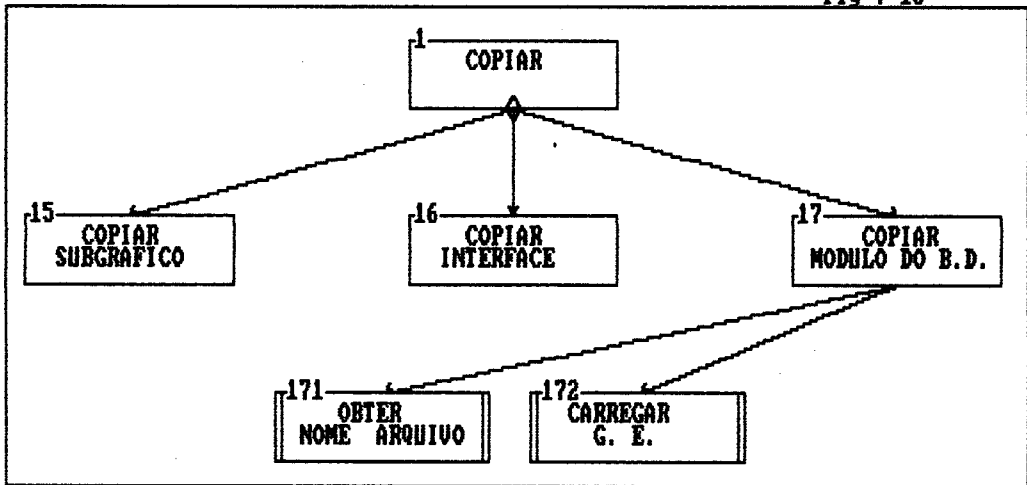 1
COPIAR
15
COPIAR
SUBGRAFICO
16
COPIAR
INTERFACE
17
COPIAR
MODULO DO B.D.
171
OBTER
NOME ARQUIVO
172
CARREGAR
G. E.